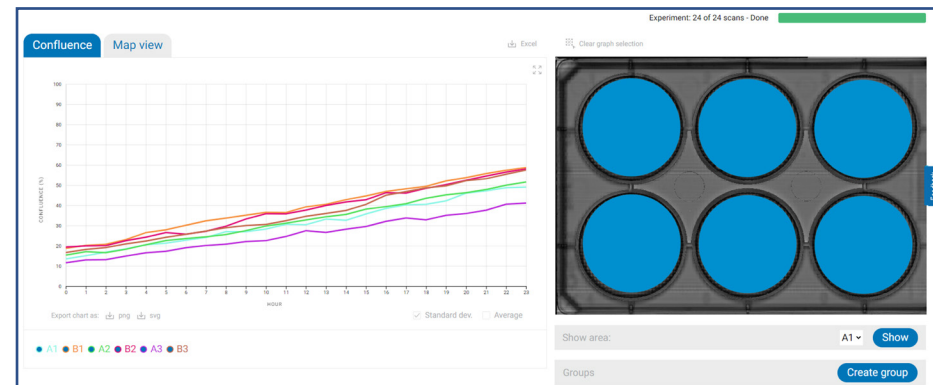 Experiment: 24 of 24 scans - Done
Confluence Map view
Excel
Clear graph selection
100
90
80
70
60
50
40
30
20
10
0
CONFLUENCE (%)
0 1 2 3 4 5 6 7 8 9 10 11 12 13 14 15 16 17 18 19 20 21 22 23
HOUR
Export chart as: png svg
Standard dev. Average
A1 B1 A2 B2 A3 B3
Show area:
A1
Show
Groups
Create group